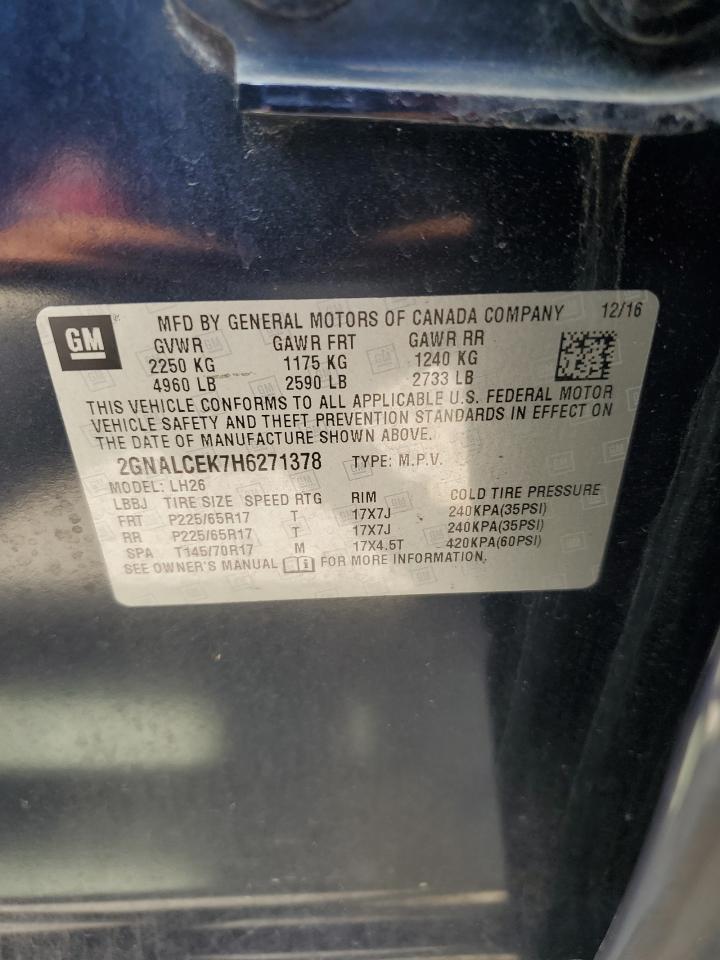 GM MFD BY GENERAL MOTORS OF CANADA COMPANY 12/16
GVWR GAWR FRT GAWR RR
2250 KG 1175 KG 1240 KG
4960 LB 2590 LB 2733 LB
THIS VEHICLE CONFORMS TO ALL APPLICABLE U.S. FEDERAL MOTOR
VEHICLE SAFETY AND THEFT PREVENTION STANDARDS IN EFFECT ON
THE DATE OF MANUFACTURE SHOWN ABOVE.
2GNALCEK7H6271378 TYPE: M.P.V.
MODEL: LH26
LBBJ TIRE SIZE SPEED RTG RIM COLD TIRE PRESSURE
FRT P225/65R17 T 17X7J 240KPA(35PSI)
RR P225/65R17 T 17X7J 240KPA(35PSI)
SPA T145/70R17 M 17X4.5T 420KPA(60PSI)
SEE OWNER'S MANUAL FOR MORE INFORMATION.